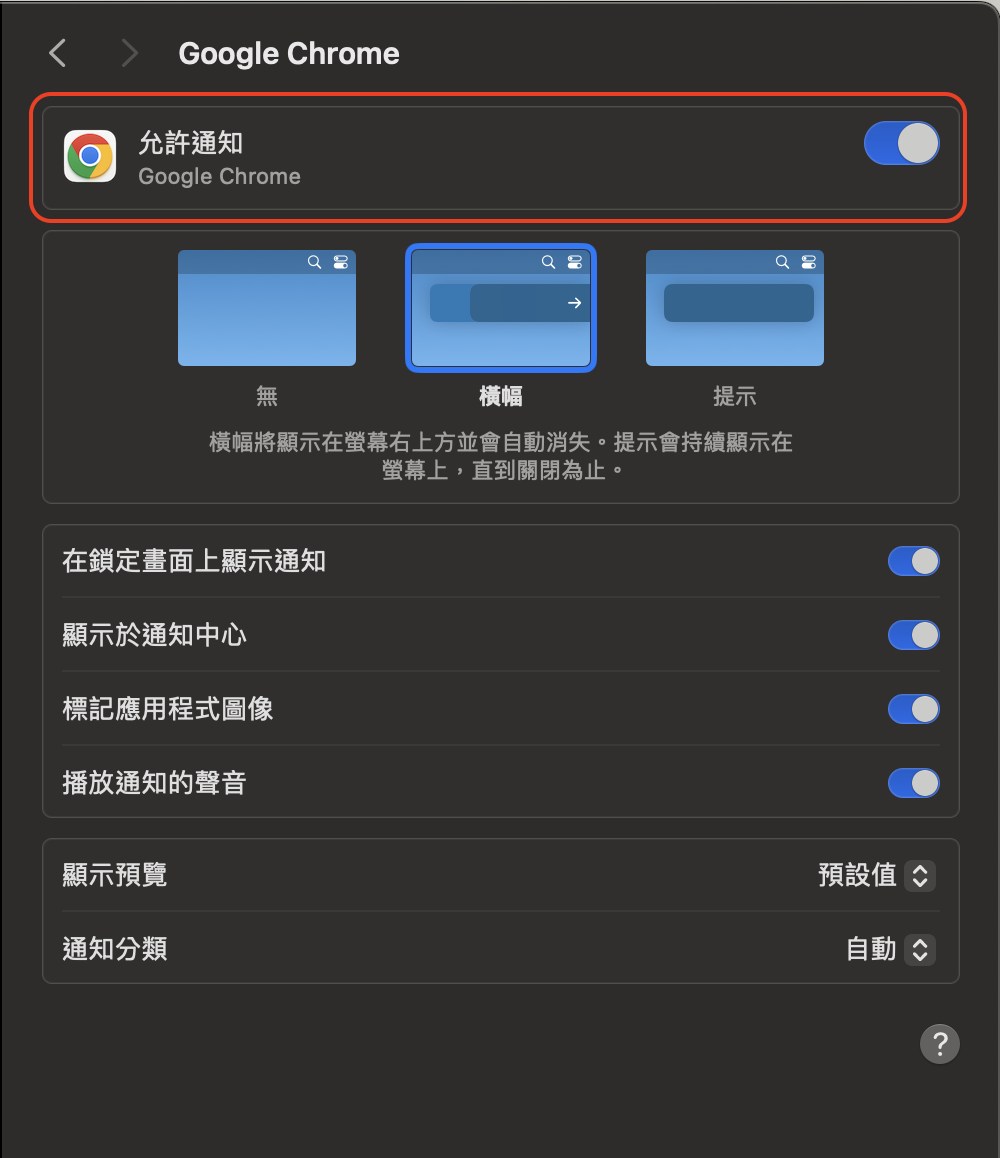 Google Chrome
允許通知
Google Chrome
無
橫幅
提示
橫幅將顯示在螢幕右上方並會自動消失。提示會持續顯示在
螢幕上，直到關閉為止。
在鎖定畫面上顯示通知
顯示於通知中心
標記應用程式圖像
播放通知的聲音
顯示預覽 預設值
通知分類 自動
?